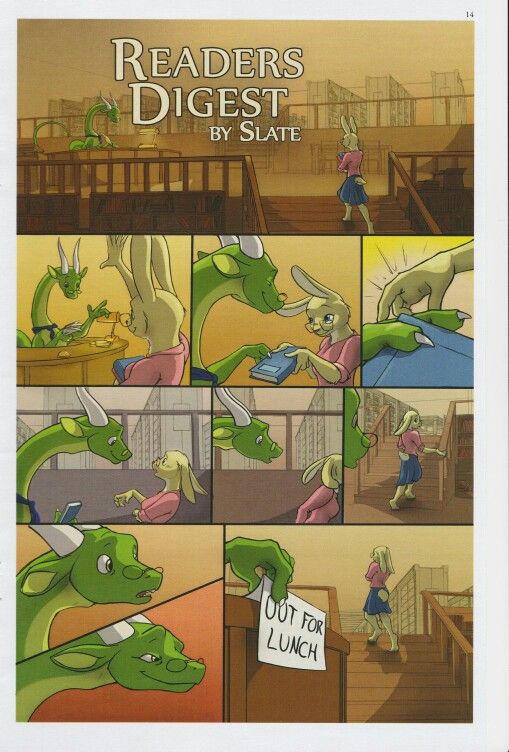 14
READERS
DIGEST
BY SLATE
OUT FOR
LUNCH